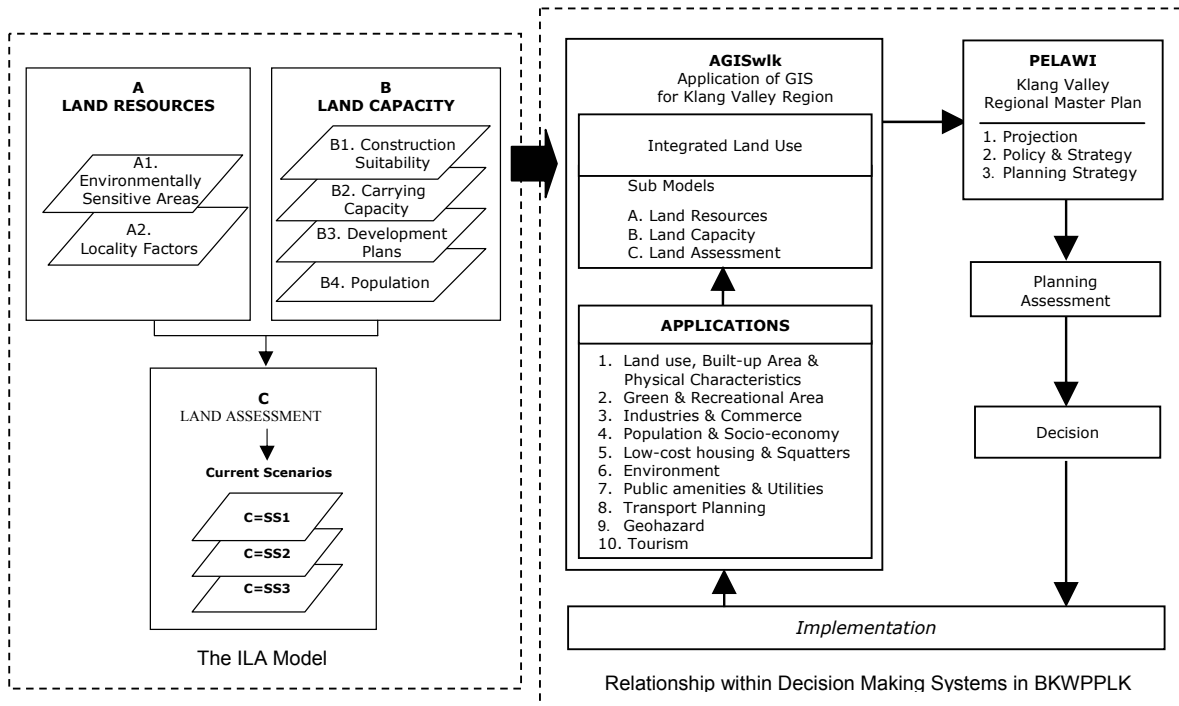 A
LAND RESOURCES
A1.
Environmentally
Sensitive Areas
A2.
Locality Factors
B
LAND CAPACITY
B1. Construction
Suitability
B2. Carrying
Capacity
B3. Development
Plans
B4. Population
C
LAND ASSESSMENT
Current Scenarios
C=SS1
C=SS2
C=SS3
The ILA Model
AGISwlk
Application of GIS
for Klang Valley Region
Integrated Land Use
Sub Models
A. Land Resources
B. Land Capacity
C. Land Assessment
APPLICATIONS
1. Land use, Built-up Area &
Physical Characteristics
2. Green & Recreational Area
3. Industries & Commerce
4. Population & Socio-economy
5. Low-cost housing & Squatters
6. Environment
7. Public amenities & Utilities
8. Transport Planning
9. Geohazard
10. Tourism
PELAWI
Klang Valley
Regional Master Plan
1. Projection
2. Policy & Strategy
3. Planning Strategy
Planning
Assessment
Decision
Implementation
Relationship within Decision Making Systems in BKWPPLK